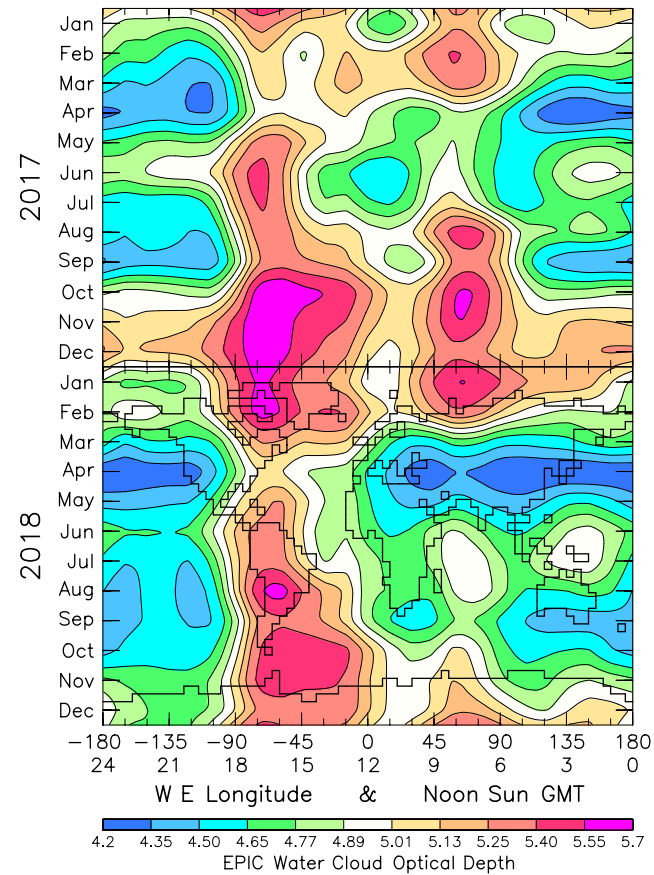 2017
Jan
Feb
Mar
Apr
May
Jun
Jul
Aug
Sep
Oct
Nov
Dec
2018
Jan
Feb
Mar
Apr
May
Jun
Jul
Aug
Sep
Oct
Nov
Dec
−180 −135 −90 −45 0 45 90 135 180
24 21 18 15 12 9 6 3 0
W E Longitude & Noon Sun GMT
4.2 4.35 4.50 4.65 4.77 4.89 5.01 5.13 5.25 5.40 5.55 5.7
EPIC Water Cloud Optical Depth